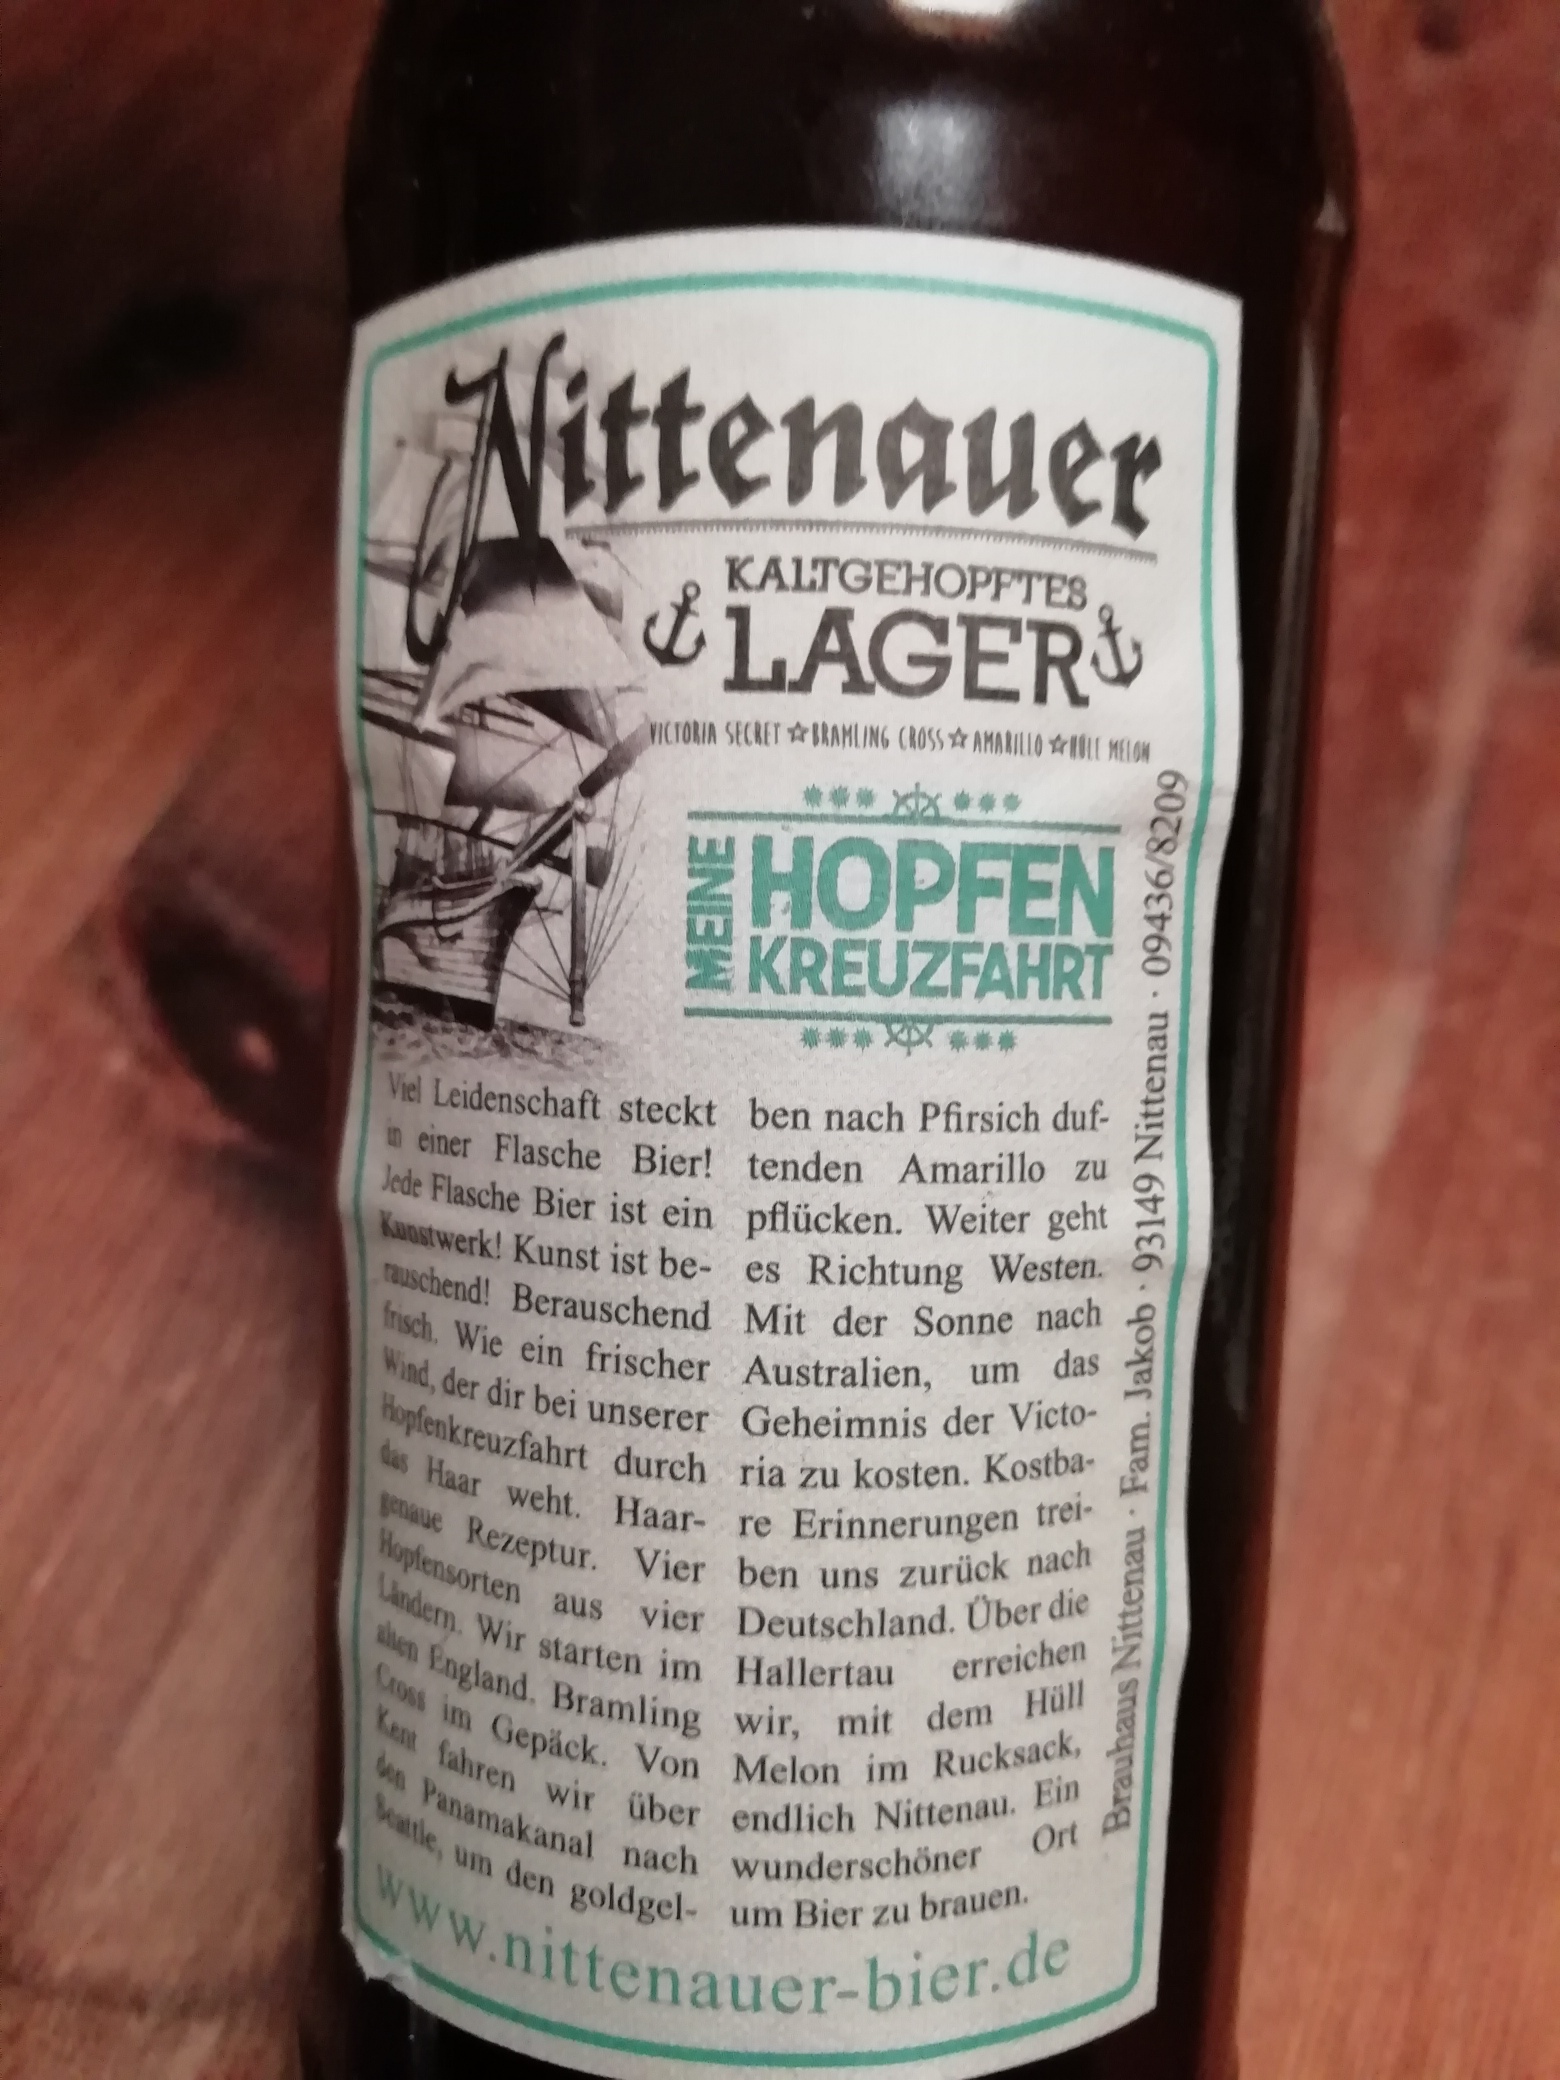 Nittenauer
KALTGEHOPFTES
LAGER
VICTORIA SECRET ☆ BRAMLING CROSS ☆ AMARILLO ☆ HÜLL MELON
MEINE
HOPFEN
KREUZFAHRT
Viel Leidenschaft steckt
in einer Flasche Bier!
Jede Flasche Bier ist ein
Kunstwerk! Kunst ist be-
rauschend! Berauschend
frisch. Wie ein frischer
Wind, der dir bei unserer
Hopfenkreuzfahrt durch
das Haar weht. Haar-
genaue Rezeptur. Vier
Hopfensorten aus vier
Ländern. Wir starten im
alten England. Bramling
Cross im Gepäck. Von
Kent fahren wir über
den Panamakanal nach
Seattle, um den goldgel-
ben nach Pfirsich duf-
tenden Amarillo zu
pflücken. Weiter geht
es Richtung Westen.
Mit der Sonne nach
Australien, um das
Geheimnis der Victo-
ria zu kosten. Kostba-
re Erinnerungen trei-
ben uns zurück nach
Deutschland. Über die
Hallertau erreichen
wir, mit dem Hüll
Melon im Rucksack,
endlich Nittenau. Ein
wunderschöner Ort
um Bier zu brauen.
Brauhaus Nittenau · Fam. Jakob · 93149 Nittenau · 09436/8209
www.nittenauer-bier.de